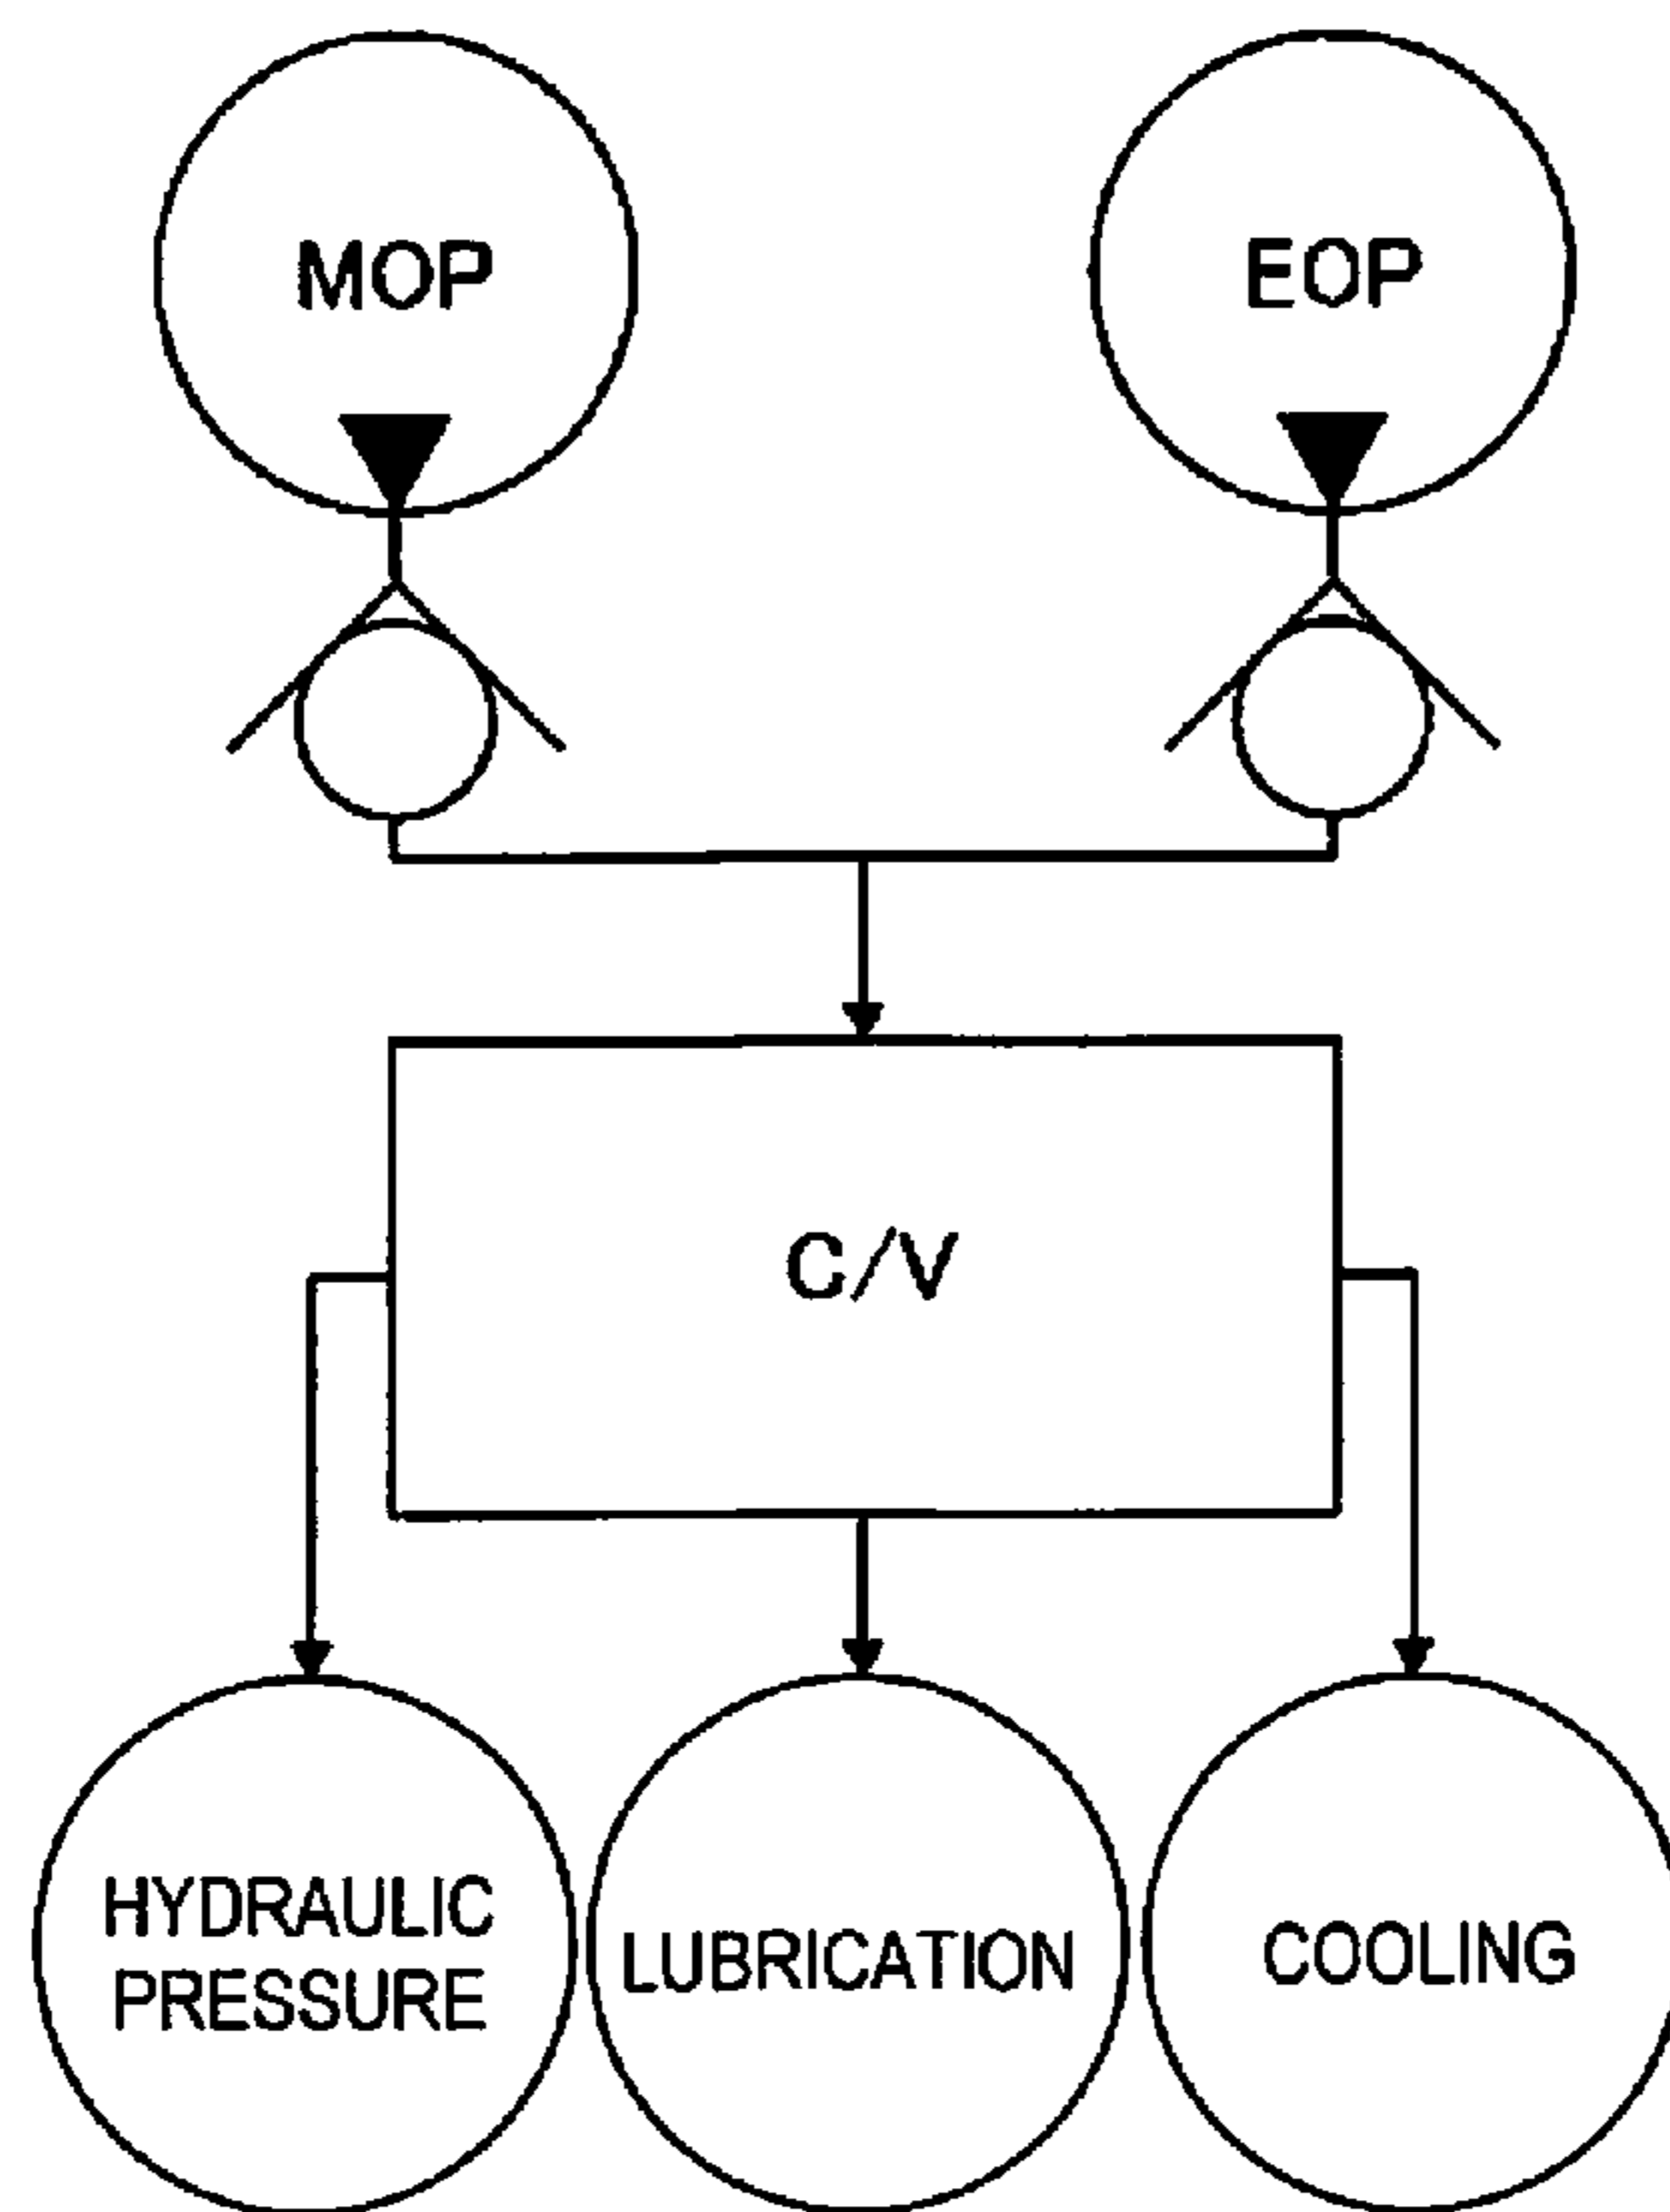 MOP
EOP
C/V
HYDRAULIC
PRESSURE
LUBRICATION
COOLING